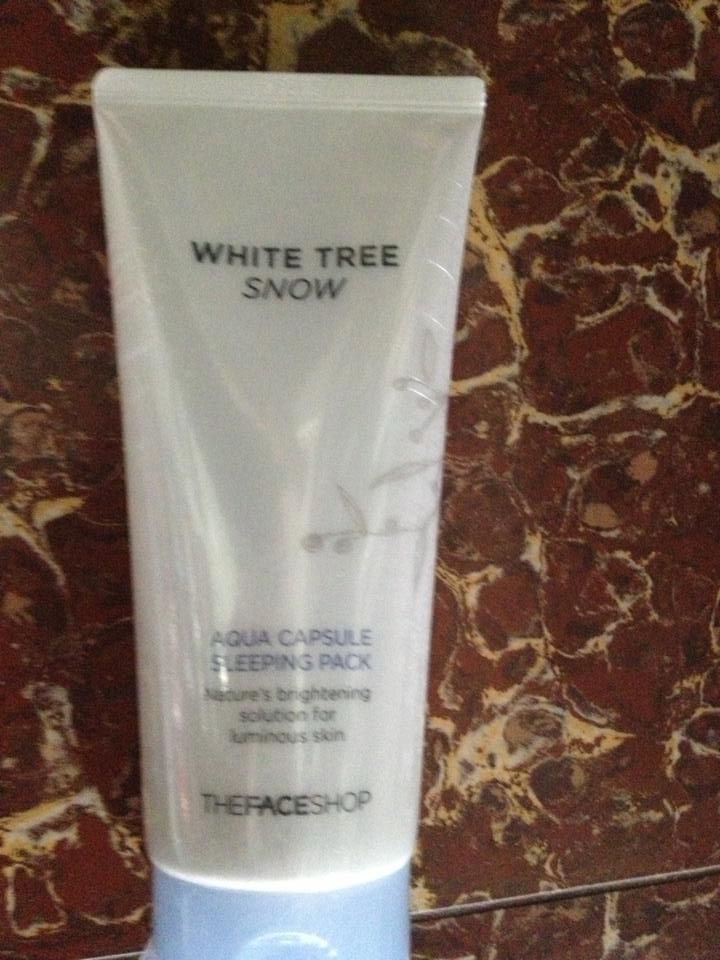 WHITE TREE
SNOW
AQUA CAPSULE
SLEEPING PACK
Nature's brightening
solution for
luminous skin
THEFACESHOP